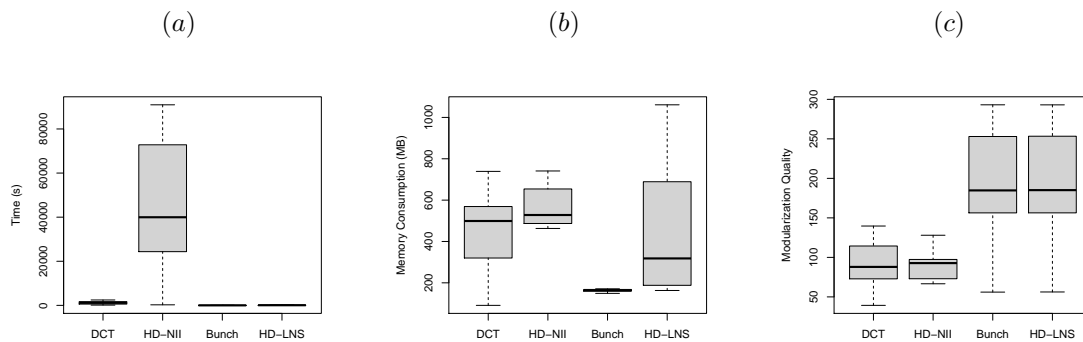 (a) (b) (c)
Time (s)
80000
60000
40000
20000
0
DCT HD−NII Bunch HD−LNS
Memory Consumption (MB)
1000
800
600
400
200
DCT HD−NII Bunch HD−LNS
Modularization Quality
300
250
200
150
100
50
DCT HD−NII Bunch HD−LNS